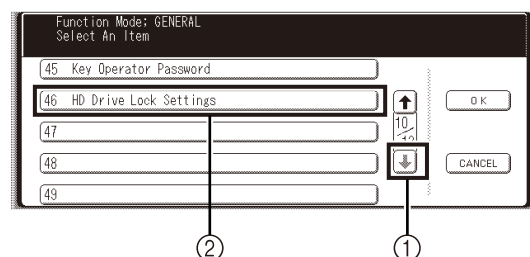 Function Mode; GENERAL
Select An Item
45 Key Operator Password
46 HD Drive Lock Settings
OK
47
10
48
CANCEL
49
2
1